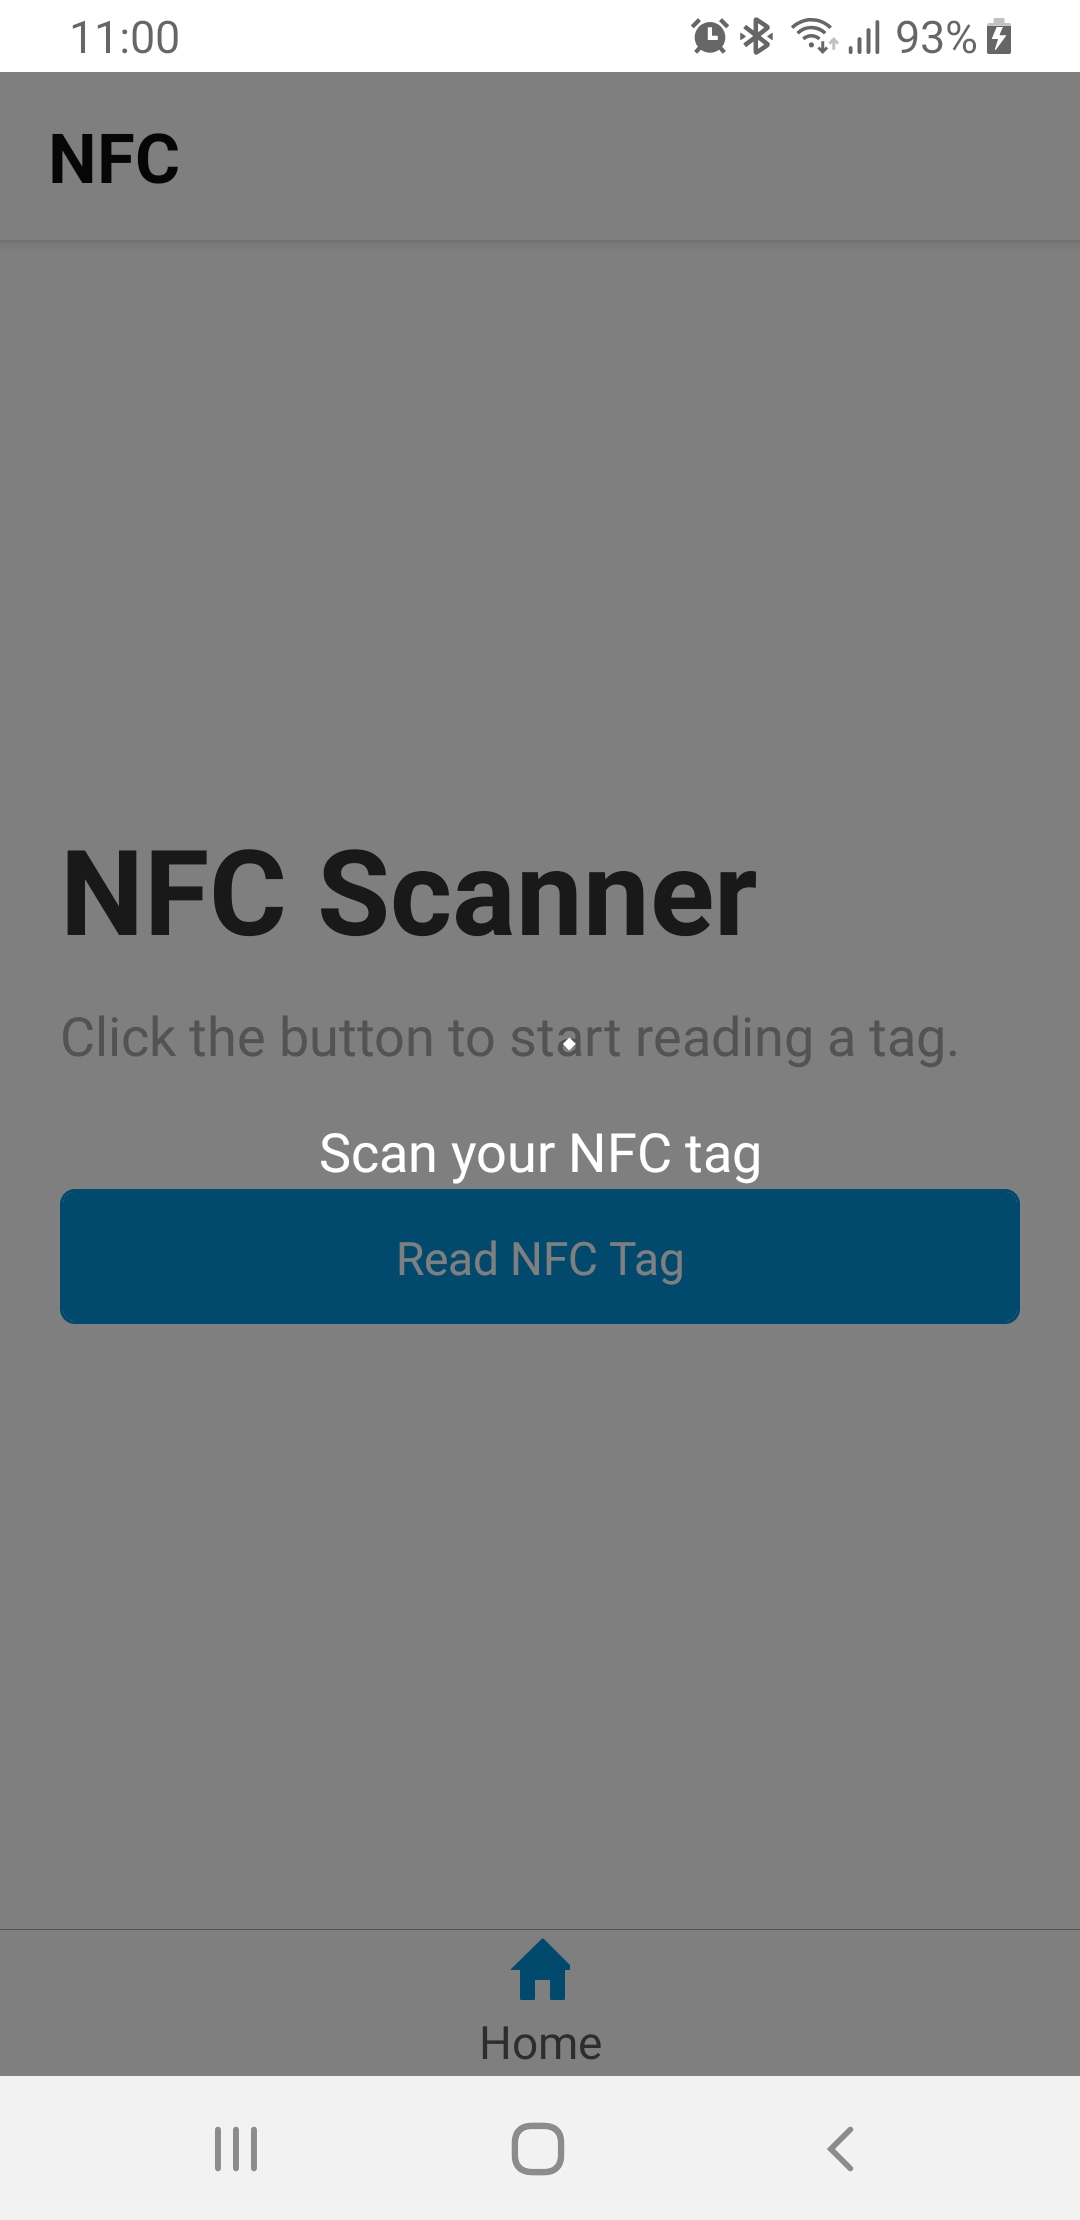 11:00 93%
NFC
NFC Scanner
Click the button to start reading a tag.
Scan your NFC tag
Read NFC Tag
Home